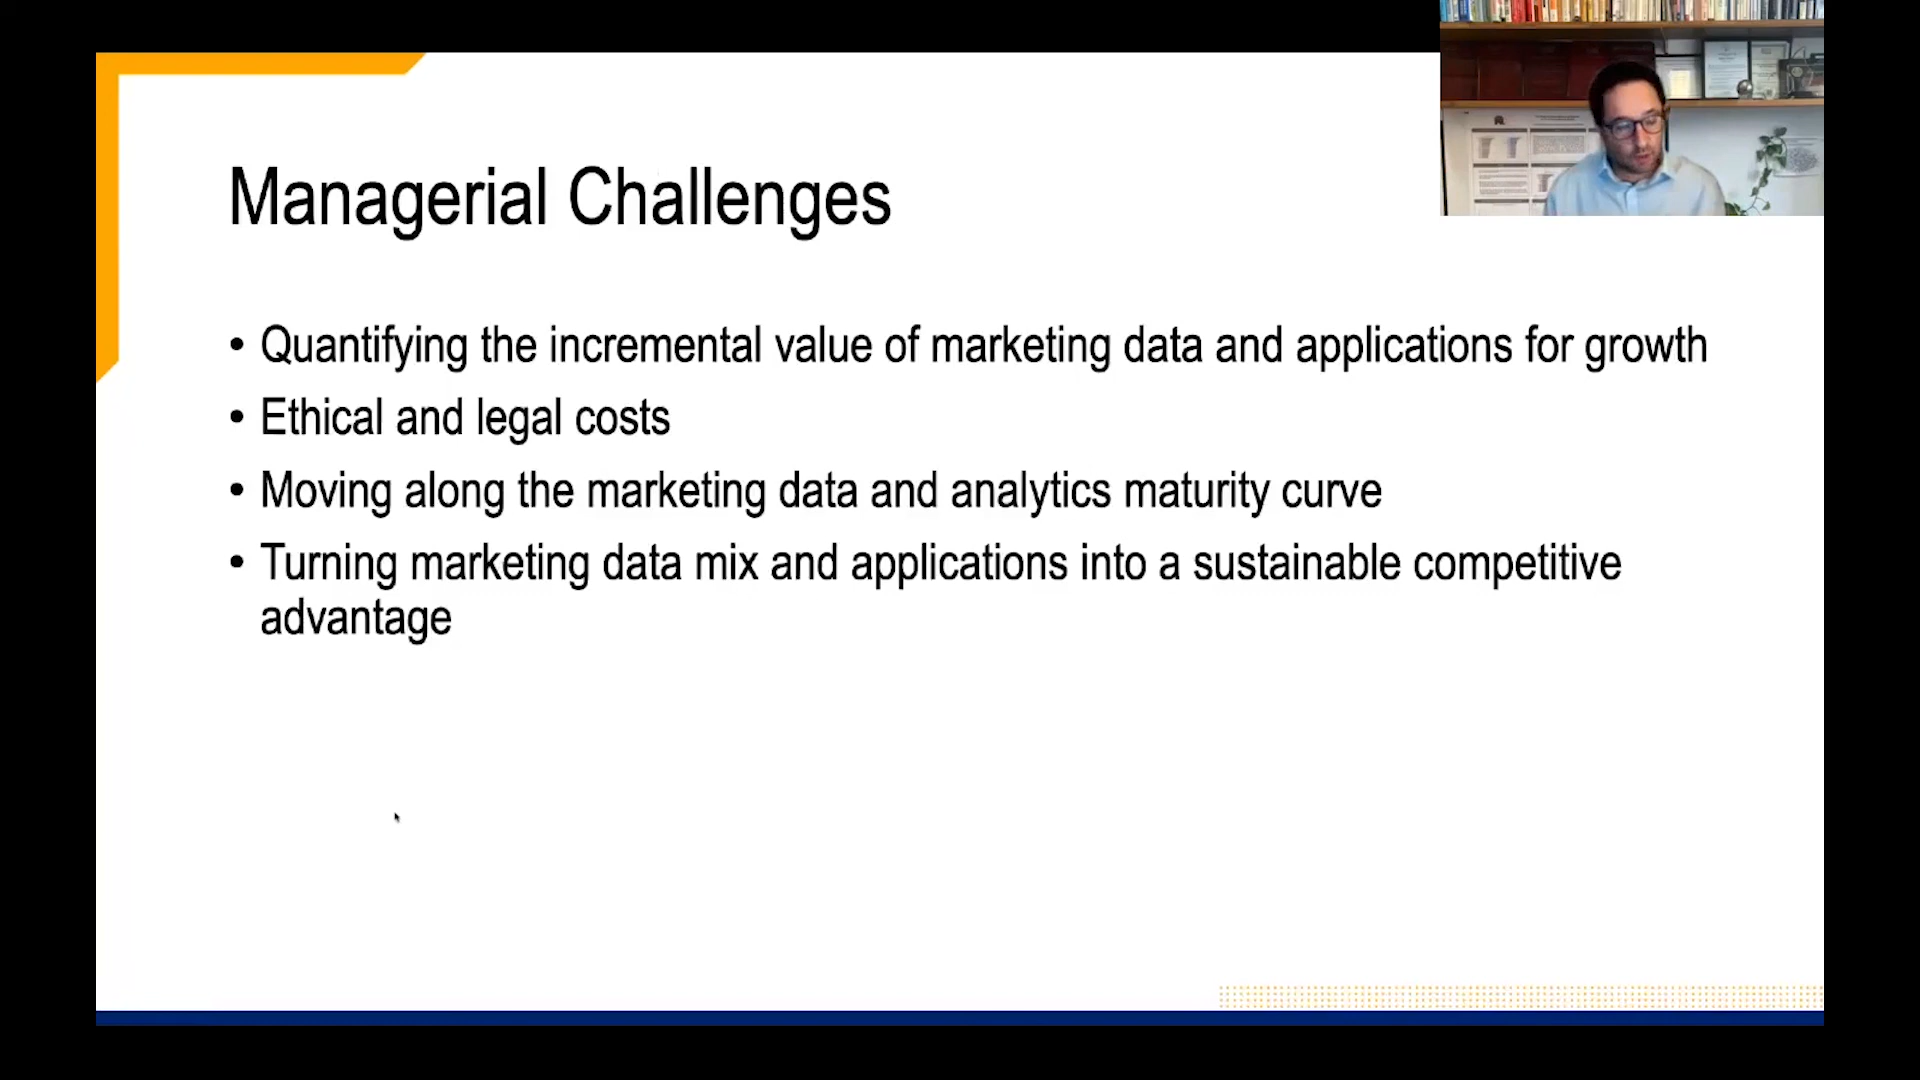 Managerial Challenges
• Quantifying the incremental value of marketing data and applications for growth
• Ethical and legal costs
• Moving along the marketing data and analytics maturity curve
• Turning marketing data mix and applications into a sustainable competitive
advantage